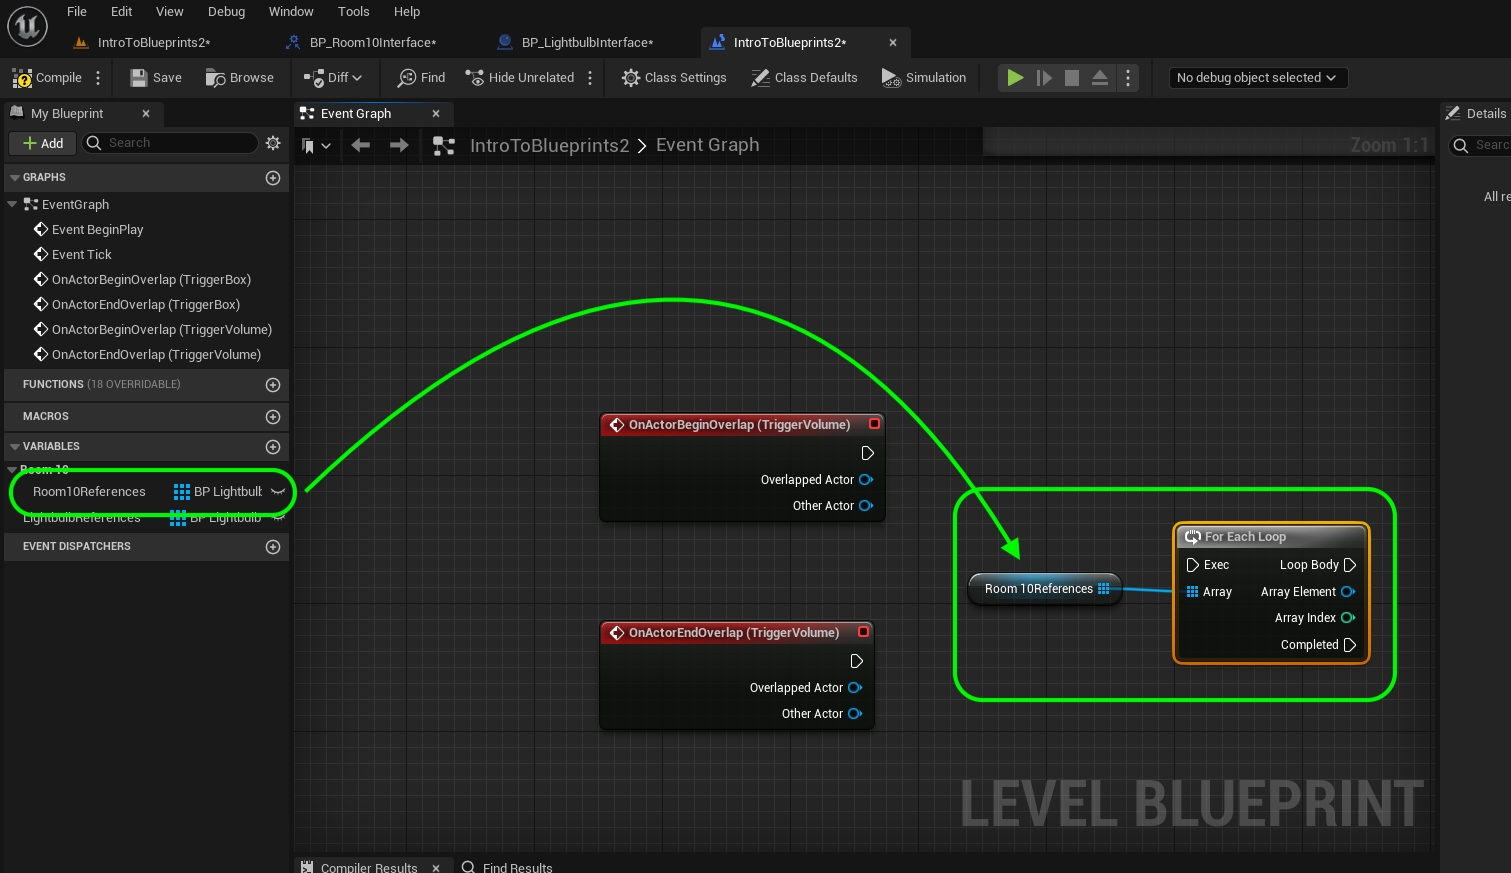 File Edit View Debug Window Tools Help
IntroToBlueprints2* BP_Room10Interface* BP_LightbulbInterface* IntroToBlueprints2*
Compile Save Browse Diff Find Hide Unrelated Class Settings Class Defaults Simulation No debug object selected
My Blueprint Event Graph Details
Add Search IntroToBlueprints2 > Event Graph Zoom 1:1 Searc
GRAPHS
EventGraph
Event BeginPlay
Event Tick
OnActorBeginOverlap (TriggerBox)
OnActorEndOverlap (TriggerBox)
OnActorBeginOverlap (TriggerVolume)
OnActorEndOverlap (TriggerVolume)
FUNCTIONS (18 OVERRIDABLE)
MACROS
VARIABLES
Room 10
Room10References BP Lightbulb
LightbulbReferences BP Lightbulb
EVENT DISPATCHERS
All re
OnActorBeginOverlap (TriggerVolume)
Overlapped Actor
Other Actor
OnActorEndOverlap (TriggerVolume)
Overlapped Actor
Other Actor
Room 10References
For Each Loop
Exec Loop Body
Array Array Element
Array Index
Completed
LEVEL BLUEPRINT
Compiler Results Find Results